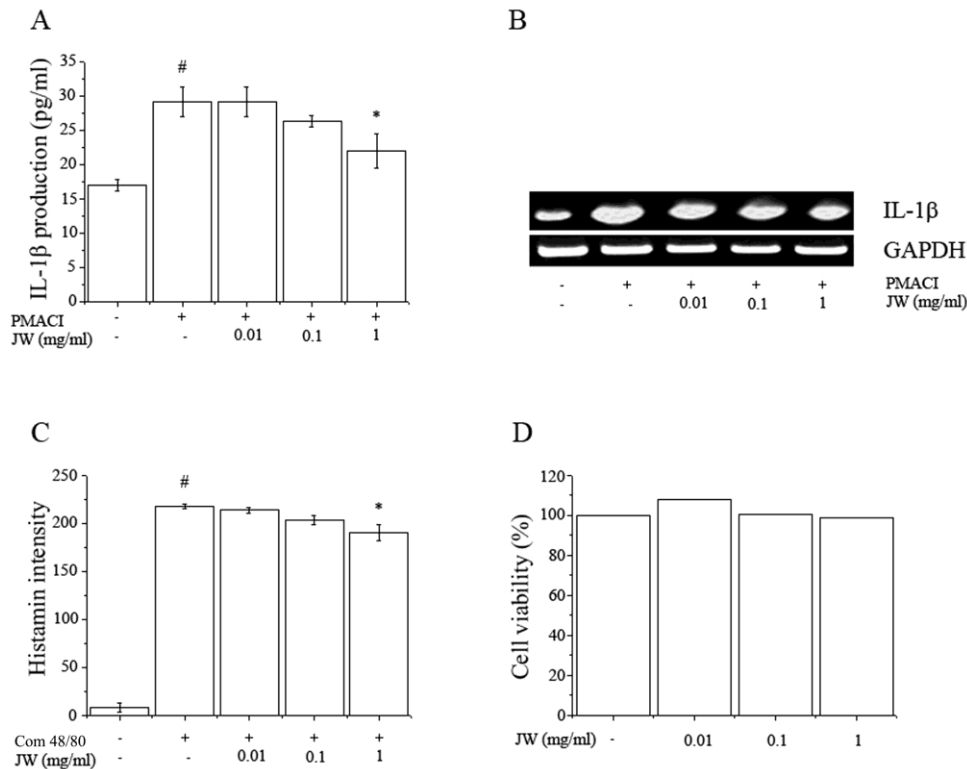 A
IL-1β production (pg/ml)
35
30
25
20
15
10
5
0
#
*
PMACI - + + + +
JW (mg/ml) - - 0.01 0.1 1
B
IL-1β
GAPDH
PMACI - + + + +
JW (mg/ml) - - 0.01 0.1 1
C
Histamin intensity
250
200
150
100
50
0
#
*
Com 48/80 - + + + +
JW (mg/ml) - - 0.01 0.1 1
D
Cell viability (%)
120
100
80
60
40
20
0
JW (mg/ml) - 0.01 0.1 1